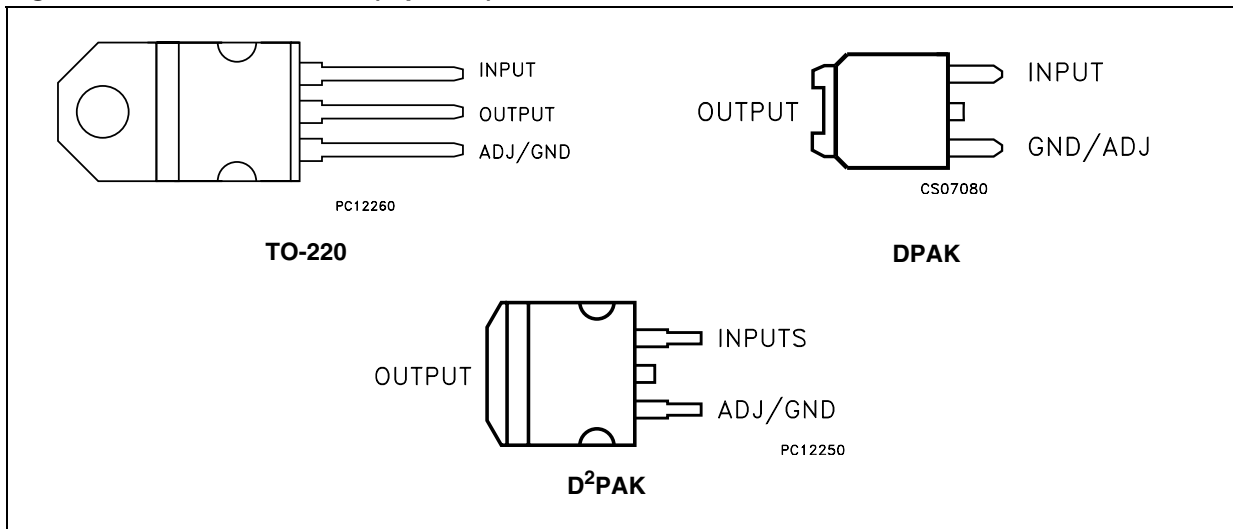 INPUT
OUTPUT
ADJ/GND
PC12260
TO-220
OUTPUT
INPUT
GND/ADJ
CS07080
DPAK
OUTPUT
INPUTS
ADJ/GND
PC12250
D²PAK